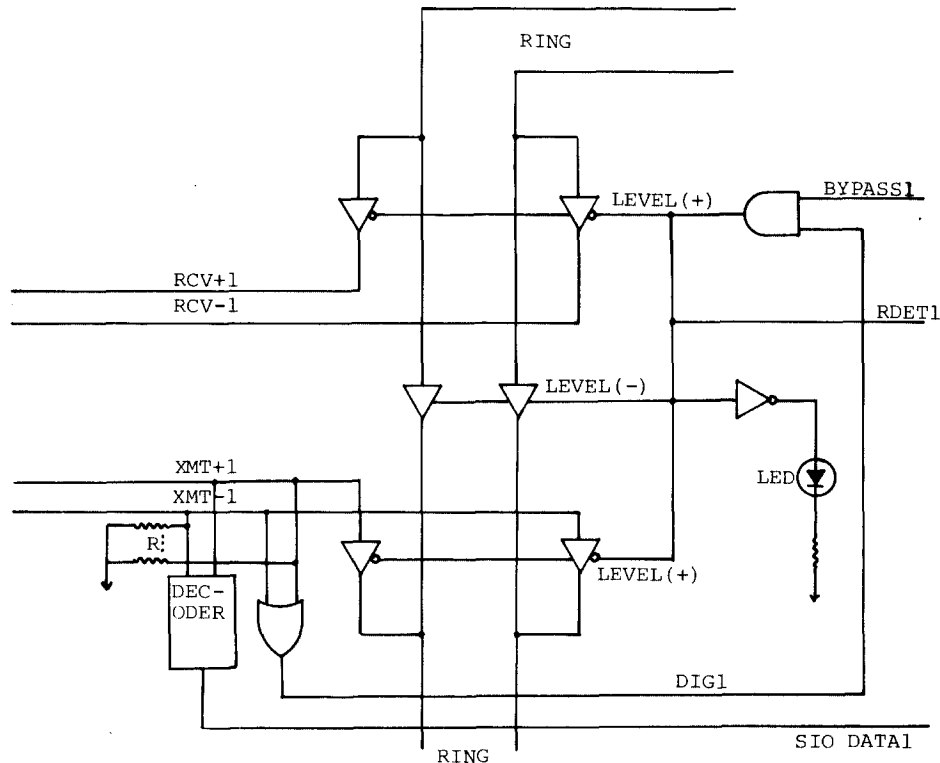 RING
LEVEL(+)
BYPASS1
RCV+1
RCV-1
RDET1
LEVEL(-)
XMT+1
LED
XMT-1
R
DEC-
ODER
LEVEL(+)
DIG1
SIO DATA1
RING